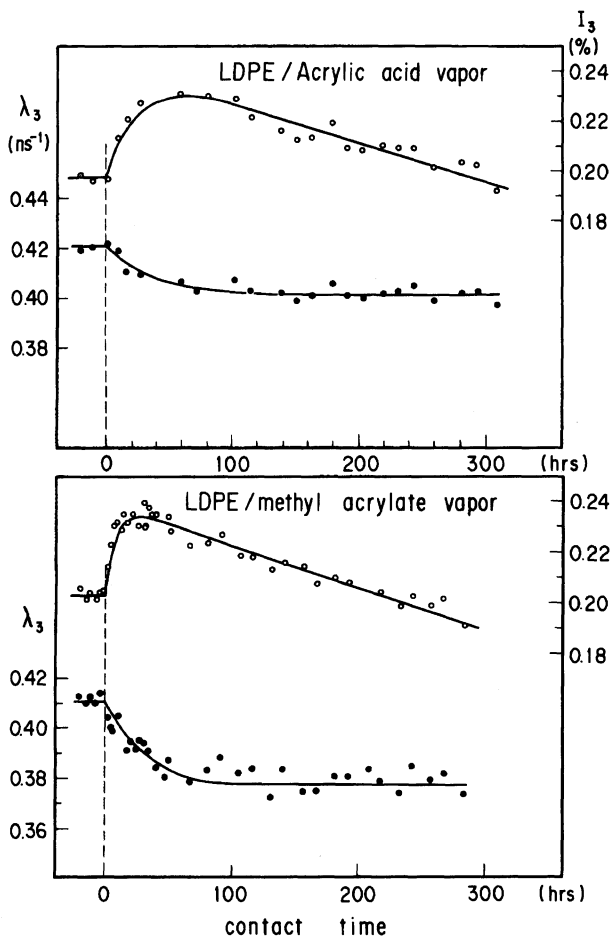 I₃
(%)
LDPE/Acrylic acid vapor
0.24
λ₃
(ns⁻¹)
0.22
0.20
0.44
0.18
0.42
0.40
0.38
0 100 200 300 (hrs)
LDPE/methyl acrylate vapor
0.24
0.22
λ₃
0.20
0.18
0.42
0.40
0.38
0.36
0 100 200 300 (hrs)
contact time